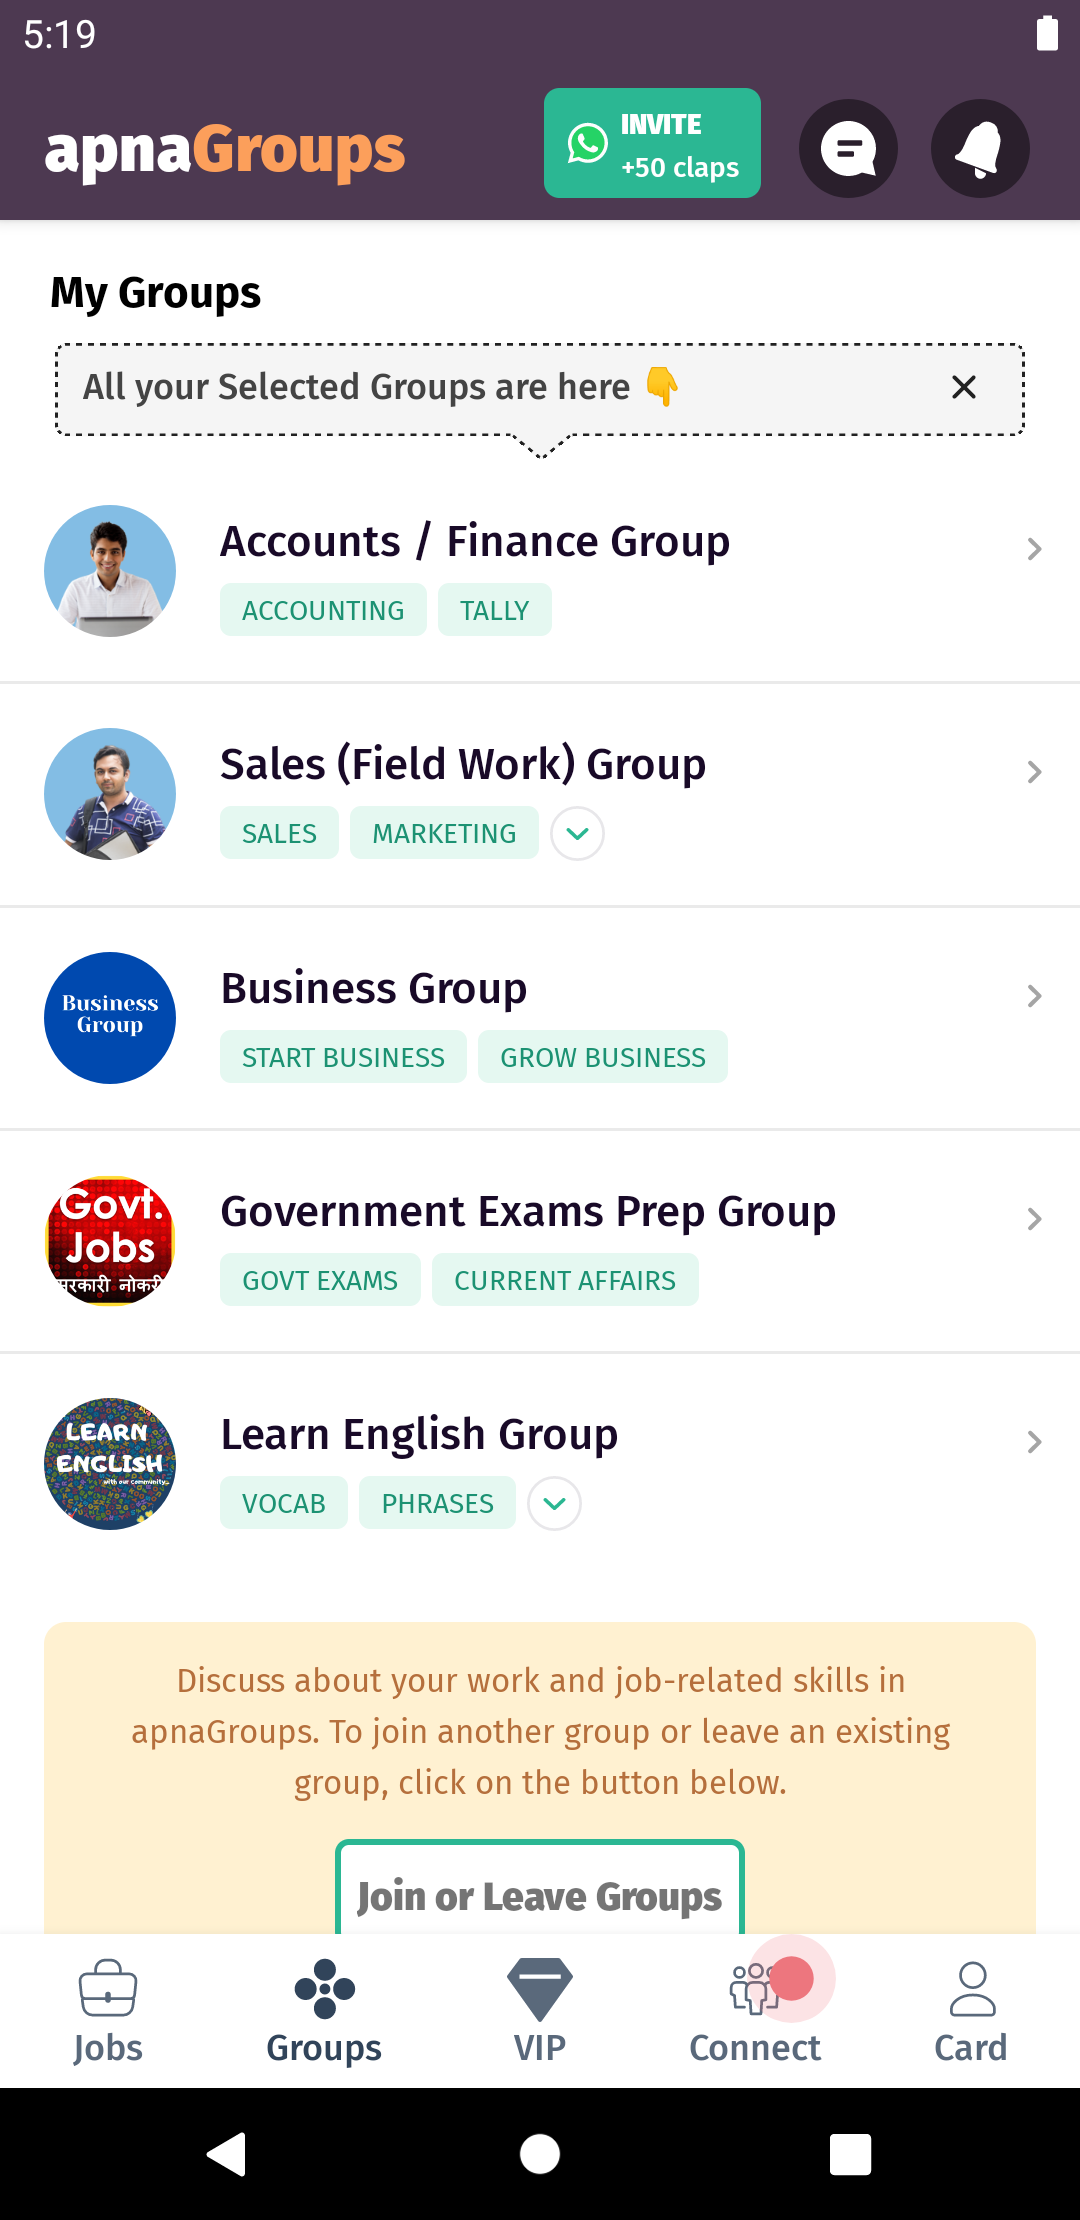 5:19
apnaGroups
INVITE
+50 claps
My Groups
All your Selected Groups are here 👇
Accounts / Finance Group
ACCOUNTING TALLY
Sales (Field Work) Group
SALES MARKETING
Business Group
Business Group
START BUSINESS GROW BUSINESS
Govt.
Jobs
सरकारी नोकरी
Government Exams Prep Group
GOVT EXAMS CURRENT AFFAIRS
LEARN
ENGLISH
with our Community
Learn English Group
VOCAB PHRASES
Discuss about your work and job-related skills in
apnaGroups. To join another group or leave an existing
group, click on the button below.
Join or Leave Groups
Jobs Groups VIP Connect Card